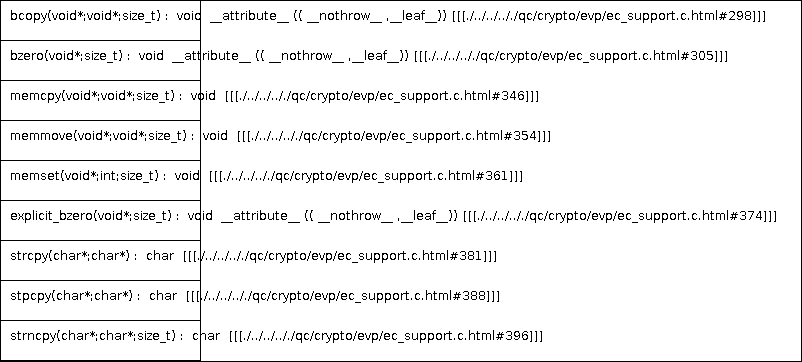 bcopy(void*;void*;size_t) : void __attribute__ (( __nothrow__ ,__leaf__)) [[[./../../../qc/crypto/evp/ec_support.c.html#298]]]
bzero(void*;size_t) : void __attribute__ (( __nothrow__ ,__leaf__)) [[[./../../../qc/crypto/evp/ec_support.c.html#305]]]
memcpy(void*;void*;size_t) : void [[[./../../../qc/crypto/evp/ec_support.c.html#346]]]
memmove(void*;void*;size_t) : void [[[./../../../qc/crypto/evp/ec_support.c.html#354]]]
memset(void*;int;size_t) : void [[[./../../../qc/crypto/evp/ec_support.c.html#361]]]
explicit_bzero(void*;size_t) : void __attribute__ (( __nothrow__ ,__leaf__)) [[[./../../../qc/crypto/evp/ec_support.c.html#374]]]
strcpy(char*;char*) : char [[[./../../../qc/crypto/evp/ec_support.c.html#381]]]
stpcpy(char*;char*) : char [[[./../../../qc/crypto/evp/ec_support.c.html#388]]]
strncpy(char*;char*;size_t) : char [[[./../../../qc/crypto/evp/ec_support.c.html#396]]]